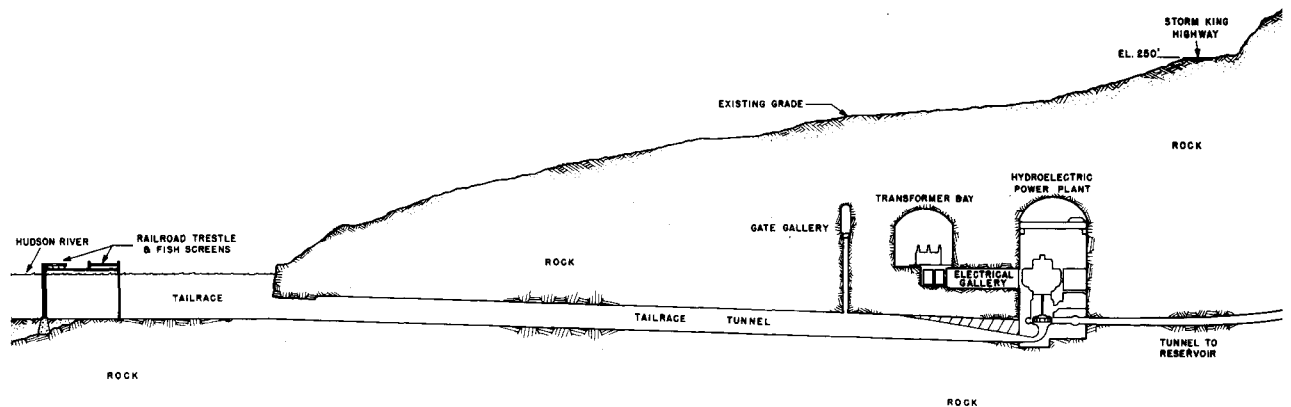 STORM KING
HIGHWAY
EL. 250'
EXISTING GRADE
ROCK
HYDROELECTRIC
POWER PLANT
TRANSFORMER BAY
GATE GALLERY
HUDSON RIVER
RAILROAD TRESTLE
& FISH SCREENS
ROCK
ELECTRICAL
GALLERY
TAILRACE
TAILRACE TUNNEL
TUNNEL TO
RESERVOIR
ROCK
ROCK